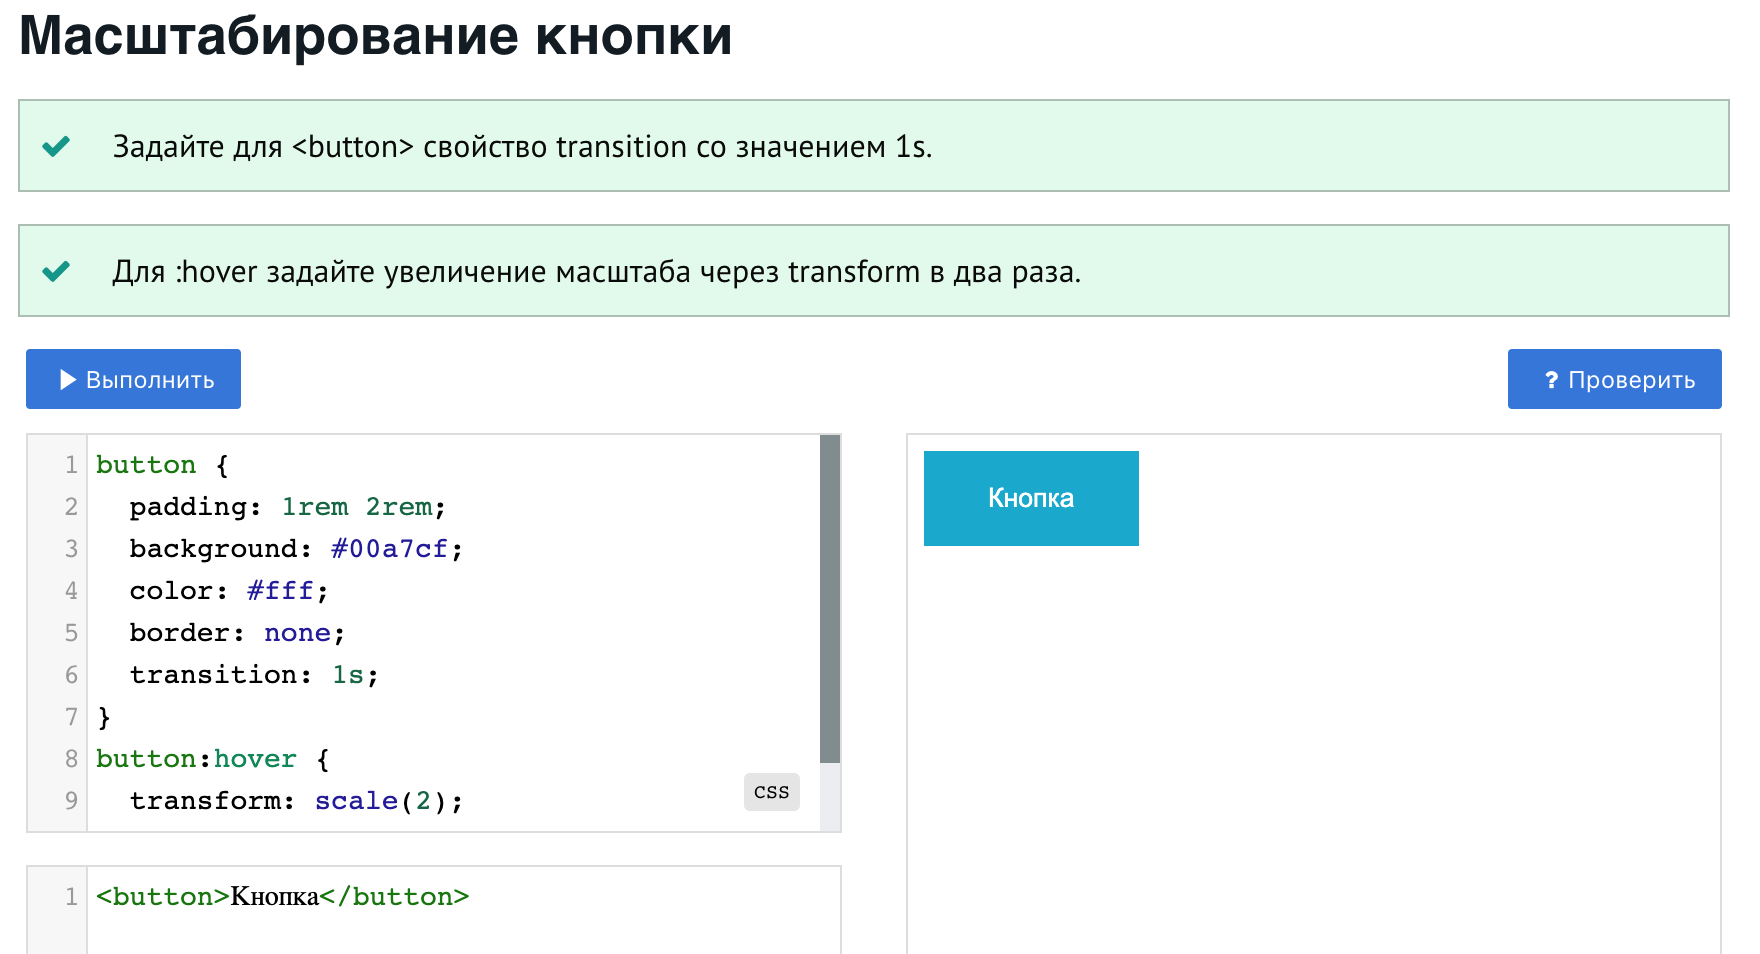 Масштабирование кнопки
Задайте для <button> свойство transition со значением 1s.
Для :hover задайте увеличение масштаба через transform в два раза.
Выполнить
? Проверить
1 button {
2 padding: 1rem 2rem;
3 background: #00a7cf;
4 color: #fff;
5 border: none;
6 transition: 1s;
7 }
8 button:hover {
9 transform: scale(2);
css
Кнопка
1 <button>Кнопка</button>